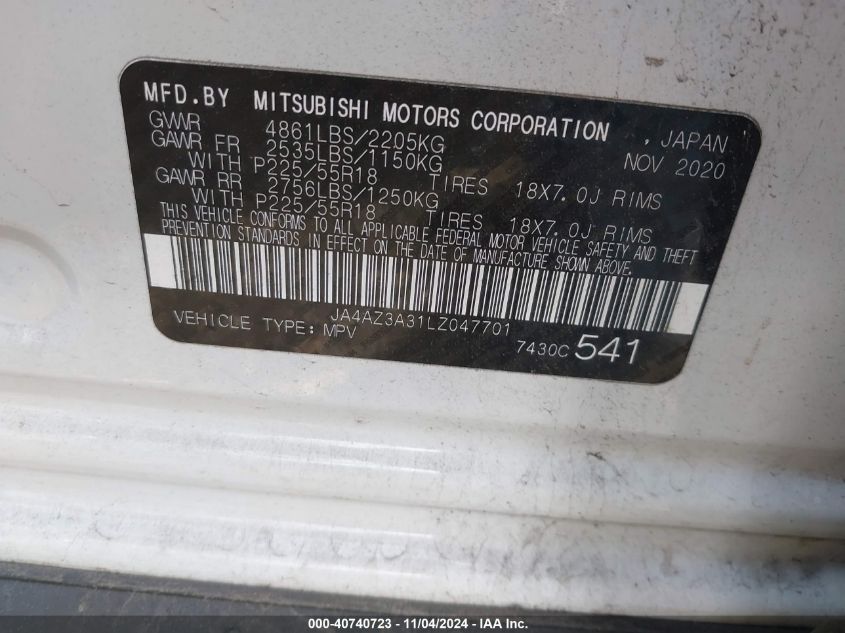 MFD.BY MITSUBISHI MOTORS CORPORATION , JAPAN
GVWR 4861LBS/2205KG NOV 2020
GAWR FR 2535LBS/1150KG
WITH P225/55R18 TIRES 18X7.0J RIMS
GAWR RR 2756LBS/1250KG
WITH P225/55R18 TIRES 18X7.0J RIMS
THIS VEHICLE CONFORMS TO ALL APPLICABLE FEDERAL MOTOR VEHICLE SAFETY AND THEFT
PREVENTION STANDARDS IN EFFECT ON THE DATE OF MANUFACTURE SHOWN ABOVE.
JA4AZ3A31LZ047701
VEHICLE TYPE: MPV 7430C 541
000-40740723 - 11/04/2024 - IAA Inc.